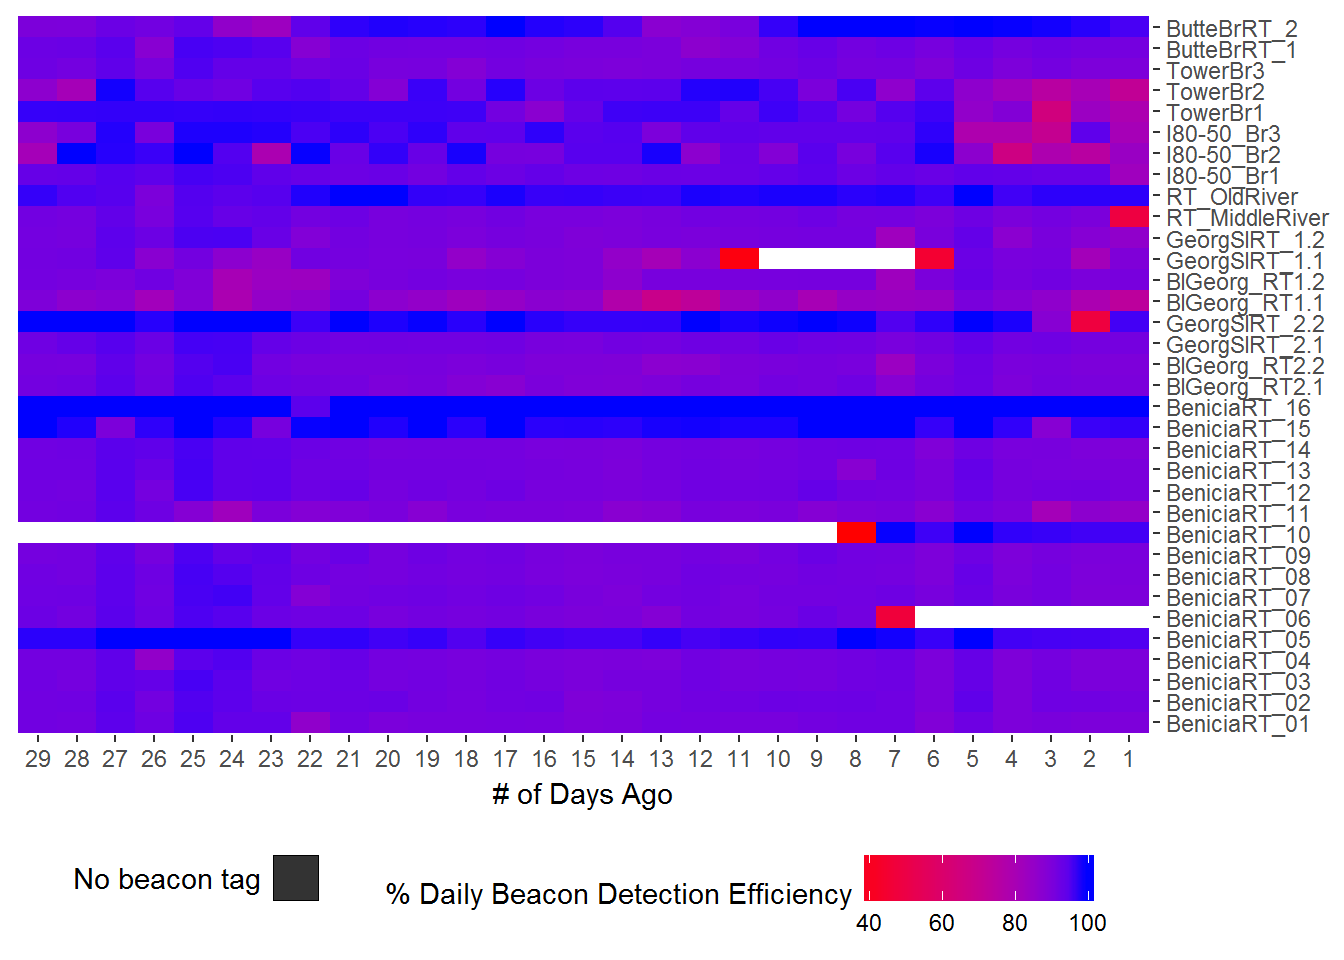 ButteBrRT_2
ButteBrRT_1
TowerBr3
TowerBr2
TowerBr1
I80-50_Br3
I80-50_Br2
I80-50_Br1
RT_OldRiver
RT_MiddleRiver
GeorgSlRT_1.2
GeorgSlRT_1.1
BlGeorg_RT1.2
BlGeorg_RT1.1
GeorgSlRT_2.2
GeorgSlRT_2.1
BlGeorg_RT2.2
BlGeorg_RT2.1
BeniciaRT_16
BeniciaRT_15
BeniciaRT_14
BeniciaRT_13
BeniciaRT_12
BeniciaRT_11
BeniciaRT_10
BeniciaRT_09
BeniciaRT_08
BeniciaRT_07
BeniciaRT_06
BeniciaRT_05
BeniciaRT_04
BeniciaRT_03
BeniciaRT_02
BeniciaRT_01
29 28 27 26 25 24 23 22 21 20 19 18 17 16 15 14 13 12 11 10 9 8 7 6 5 4 3 2 1
# of Days Ago
No beacon tag
% Daily Beacon Detection Efficiency
40 60 80 100